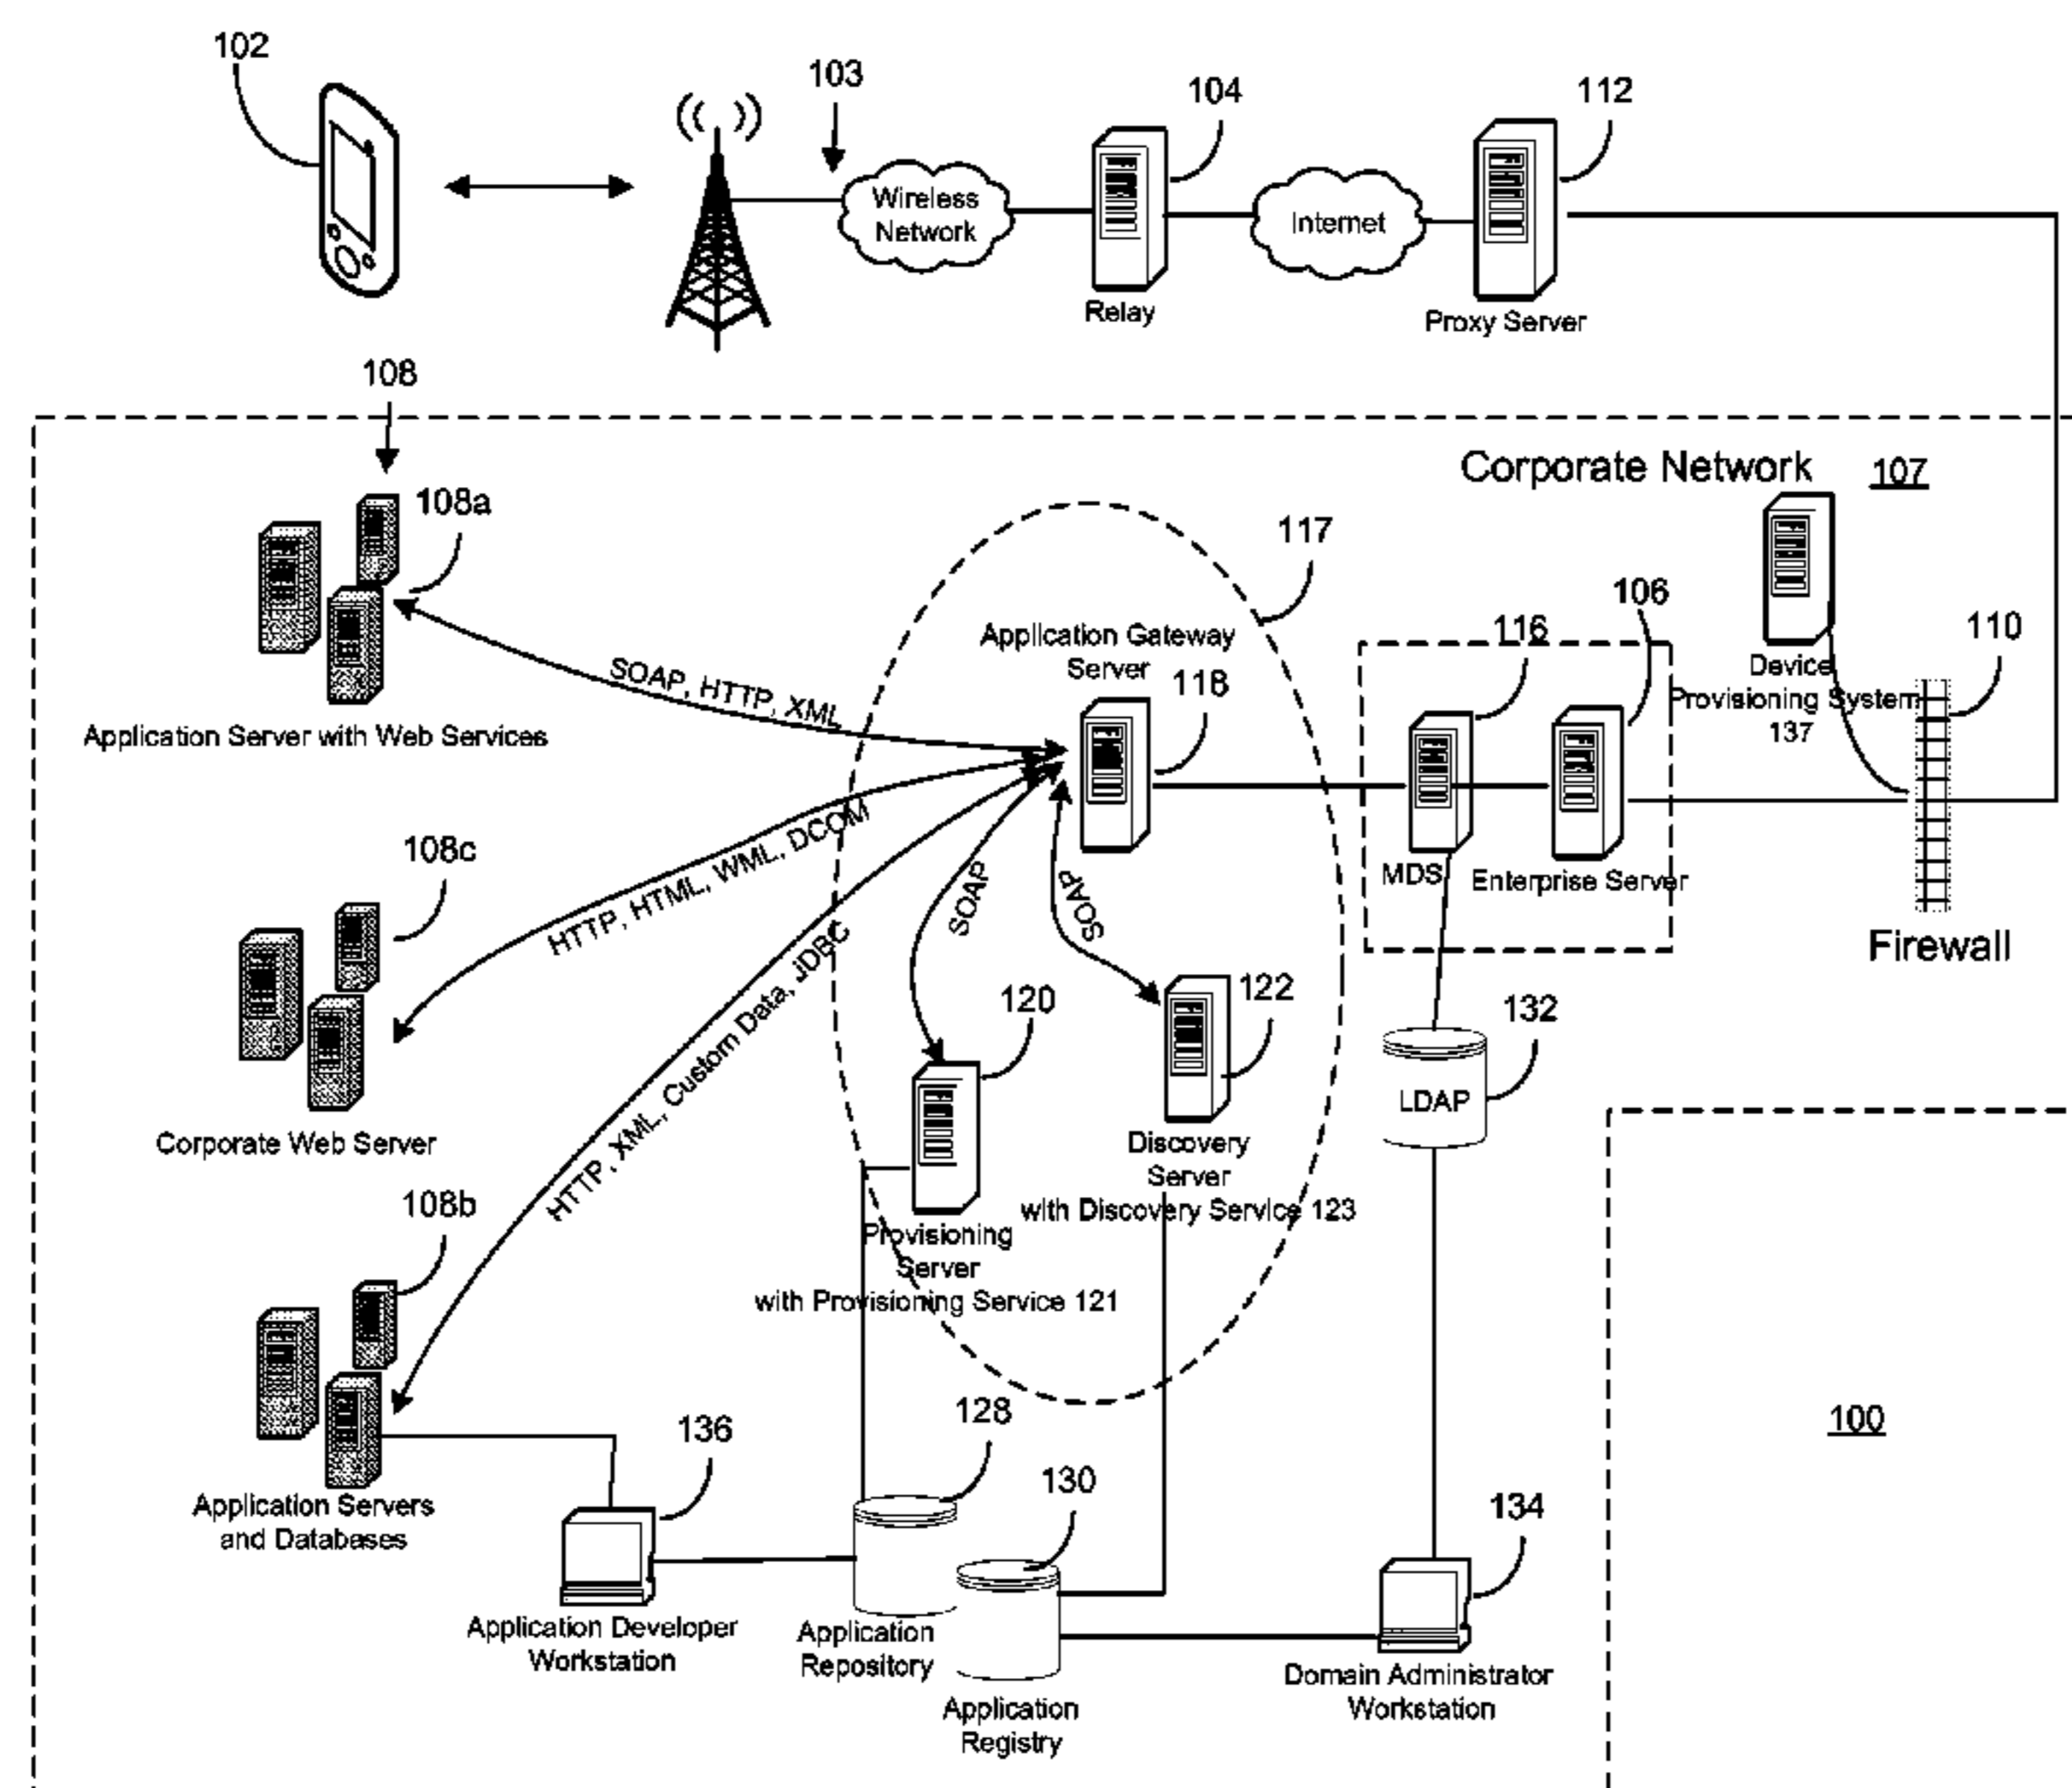 102
103
104
112
Wireless
Network
Internet
Relay
Proxy Server
108
Corporate Network 107
108a
117
106
116
110
Application Gateway
Server
118
Device
Provisioning System
137
SOAP, HTTP, XML
Application Server with Web Services
HTTP, HTML, WML, DCOM
108c
SOAP
SOAP
MDS
Enterprise Server
Firewall
HTTP, XML, Custom Data, JDBC
120
122
132
LDAP
Corporate Web Server
Discovery
Server
with Discovery Service 123
108b
Provisioning
Server
with Provisioning Service 121
128
136
130
100
134
Application Servers
and Databases
Application Developer
Workstation
Application
Repository
Domain Administrator
Workstation
Application
Registry